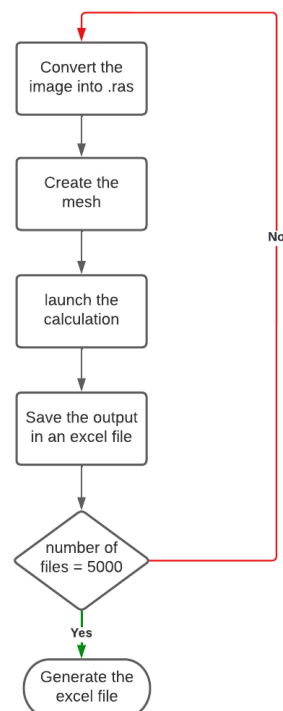 Convert the
image into .ras
Create the
mesh
No
launch the
calculation
Save the output
in an excel file
number of
files = 5000
Yes
Generate the
excel file